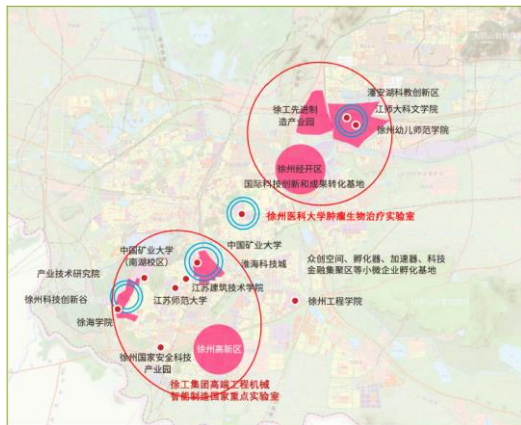 潘安湖科教创新区
徐工先进制
造产业园
江师大科文学院
徐州幼儿师范学院
徐州经开区
国际科技创新和成果转化基地
徐州医科大学肿瘤生物治疗实验室
中国矿业大学
中国矿业大学
(南湖校区)
淮海科技城
众创空间、孵化器、加速器、科技
金融集聚区等小微企业孵化基地
产业技术研究院
江苏建筑技术学院
徐州科技创新谷
江苏师范大学
徐州工程学院
徐海学院
徐州高新区
徐州国家安全科技
产业园
徐工集团高端工程机械
智能制造国家重点实验室